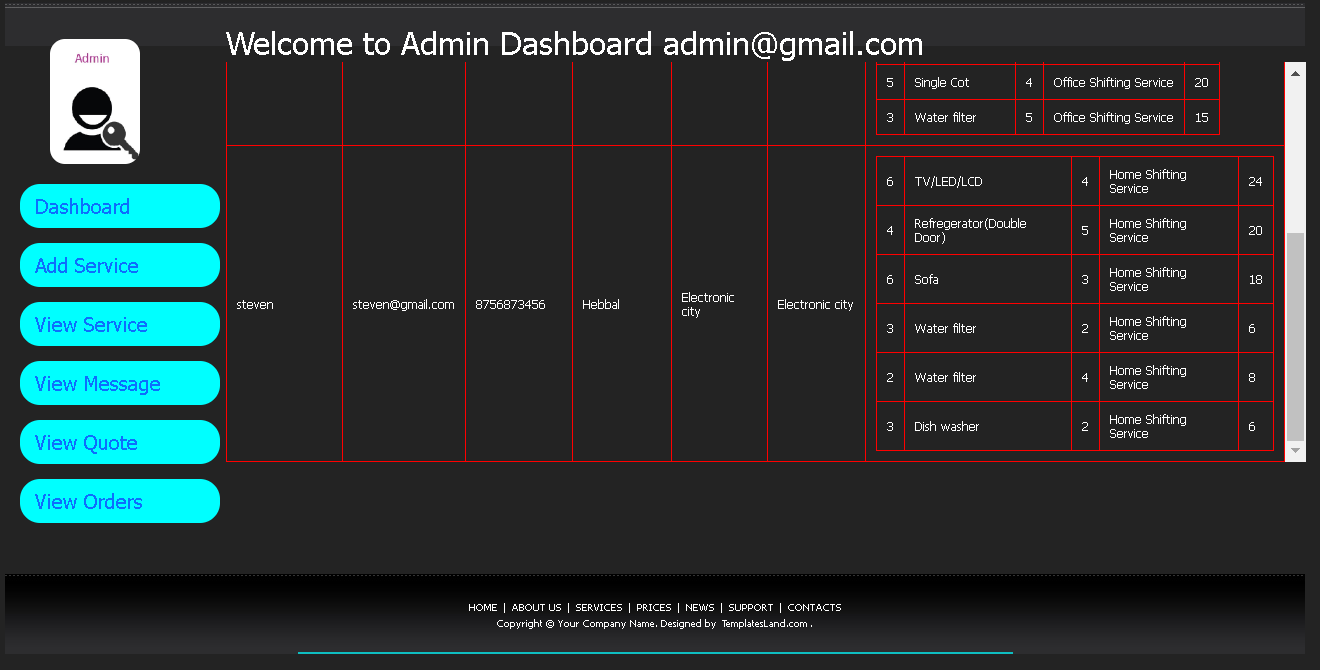 Welcome to Admin Dashboard admin@gmail.com
Admin
Dashboard
Add Service
View Service
View Message
View Quote
View Orders
5 Single Cot 4 Office Shifting Service 20
3 Water filter 5 Office Shifting Service 15
steven steven@gmail.com 8756873456 Hebbal Electronic city Electronic city
6 TV/LED/LCD 4 Home Shifting Service 24
4 Refregerator(Double Door) 5 Home Shifting Service 20
6 Sofa 3 Home Shifting Service 18
3 Water filter 2 Home Shifting Service 6
2 Water filter 4 Home Shifting Service 8
3 Dish washer 2 Home Shifting Service 6
HOME | ABOUT US | SERVICES | PRICES | NEWS | SUPPORT | CONTACTS
Copyright © Your Company Name. Designed by TemplatesLand.com .